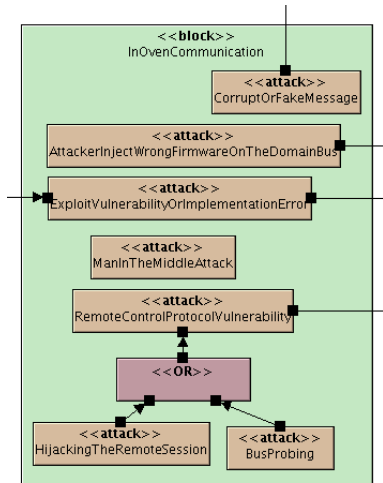 <<block>>
InOvenCommunication
<<attack>>
CorruptOrFakeMessage
<<attack>>
AttackerInjectWrongFirmwareOnTheDomainBus
<<attack>>
ExploitVulnerabilityOrImplementationError
<<attack>>
ManInTheMiddleAttack
<<attack>>
RemoteControlProtocolVulnerability
<<OR>>
<<attack>>
HijackingTheRemoteSession
<<attack>>
BusProbing